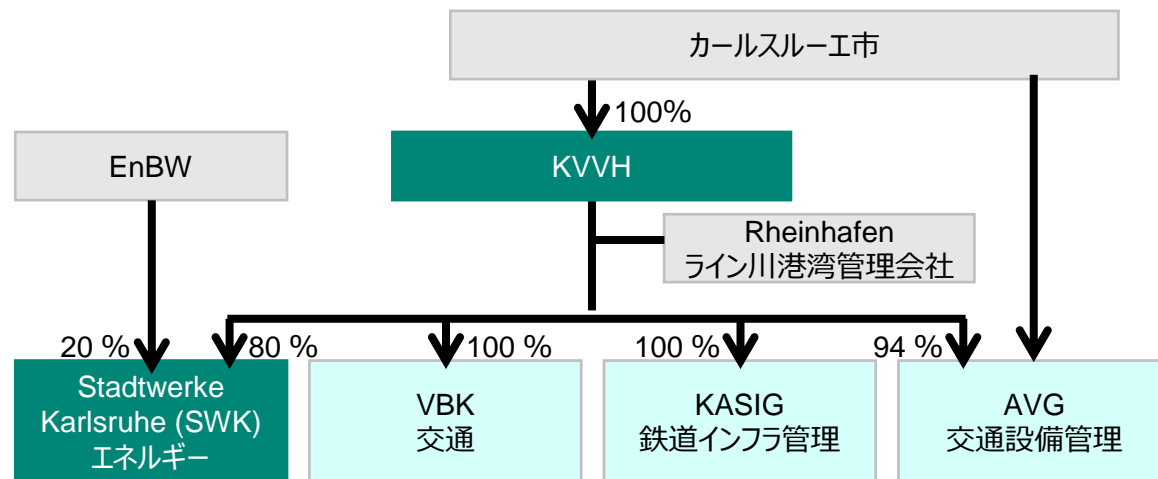 カールスルーエ市
100%
EnBW
KVVH
Rheinhafen
ライン川港湾管理会社
20 %
80 %
100 %
100 %
94 %
Stadtwerke
Karlsruhe (SWK)
エネルギー
VBK
交通
KASIG
鉄道インフラ管理
AVG
交通設備管理